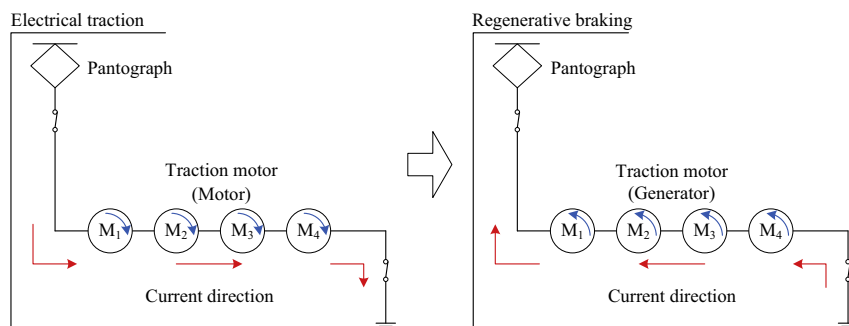 Electrical traction
Pantograph
Traction motor
(Motor)
M1 M2 M3 M4
Current direction
Regenerative braking
Pantograph
Traction motor
(Generator)
M1 M2 M3 M4
Current direction